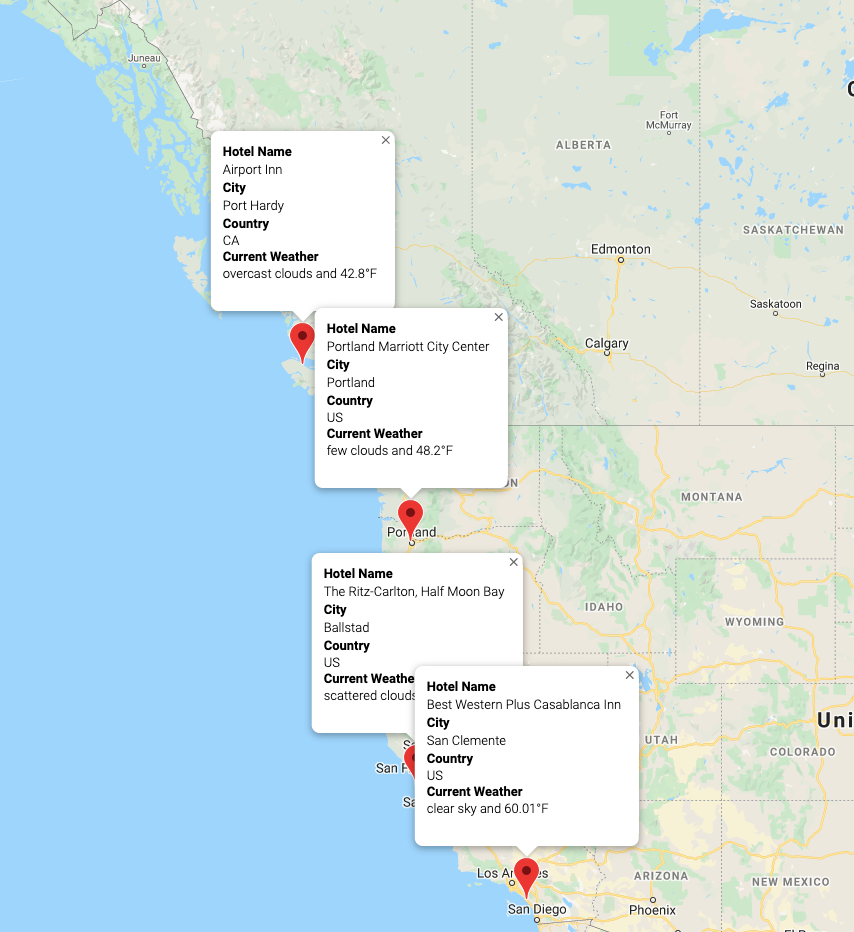 Juneau
Fort
McMurray
ALBERTA
SASKATCHEWAN
Edmonton
Saskatoon
Calgary
Regina
Hotel Name
Airport Inn
City
Port Hardy
Country
CA
Current Weather
overcast clouds and 42.8°F
Hotel Name
Portland Marriott City Center
City
Portland
Country
US
Current Weather
few clouds and 48.2°F
MONTANA
Portland
IDAHO
WYOMING
Hotel Name
The Ritz-Carlton, Half Moon Bay
City
Ballstad
Country
US
Current Weathe
scattered clouds
Hotel Name
Best Western Plus Casablanca Inn
City
San Clemente
Country
US
Current Weather
clear sky and 60.01°F
Uni
UTAH
COLORADO
San F
Sa
Los Angeles
ARIZONA
NEW MEXICO
San Diego
Phoenix